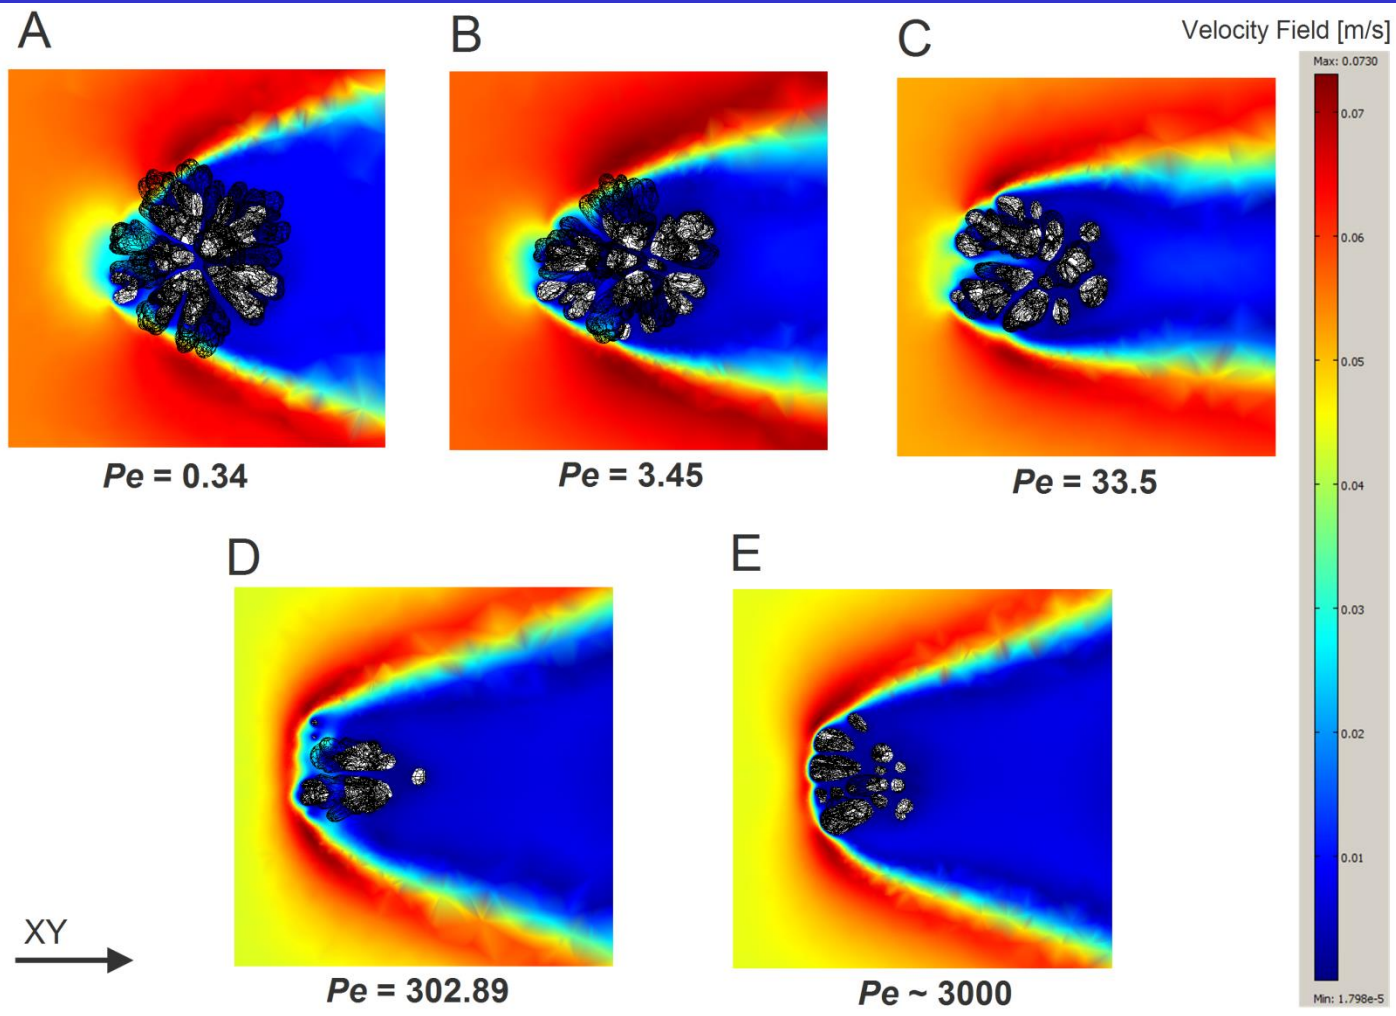 A
B
C
Velocity Field [m/s]
Max: 0.0730
0.07
0.06
0.05
0.04
0.03
0.02
0.01
Min: 1.798e-5
Pe = 0.34
Pe = 3.45
Pe = 33.5
D
E
XY
Pe = 302.89
Pe ~ 3000